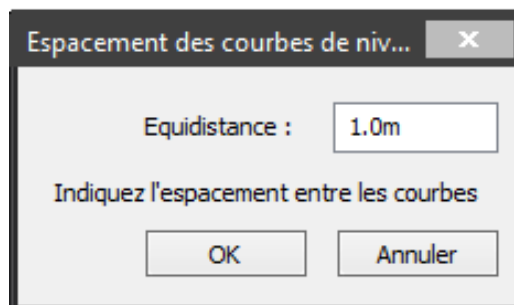 Espacement des courbes de niv...
Equidistance : 1.0m
Indiquez l'espacement entre les courbes
OK Annuler